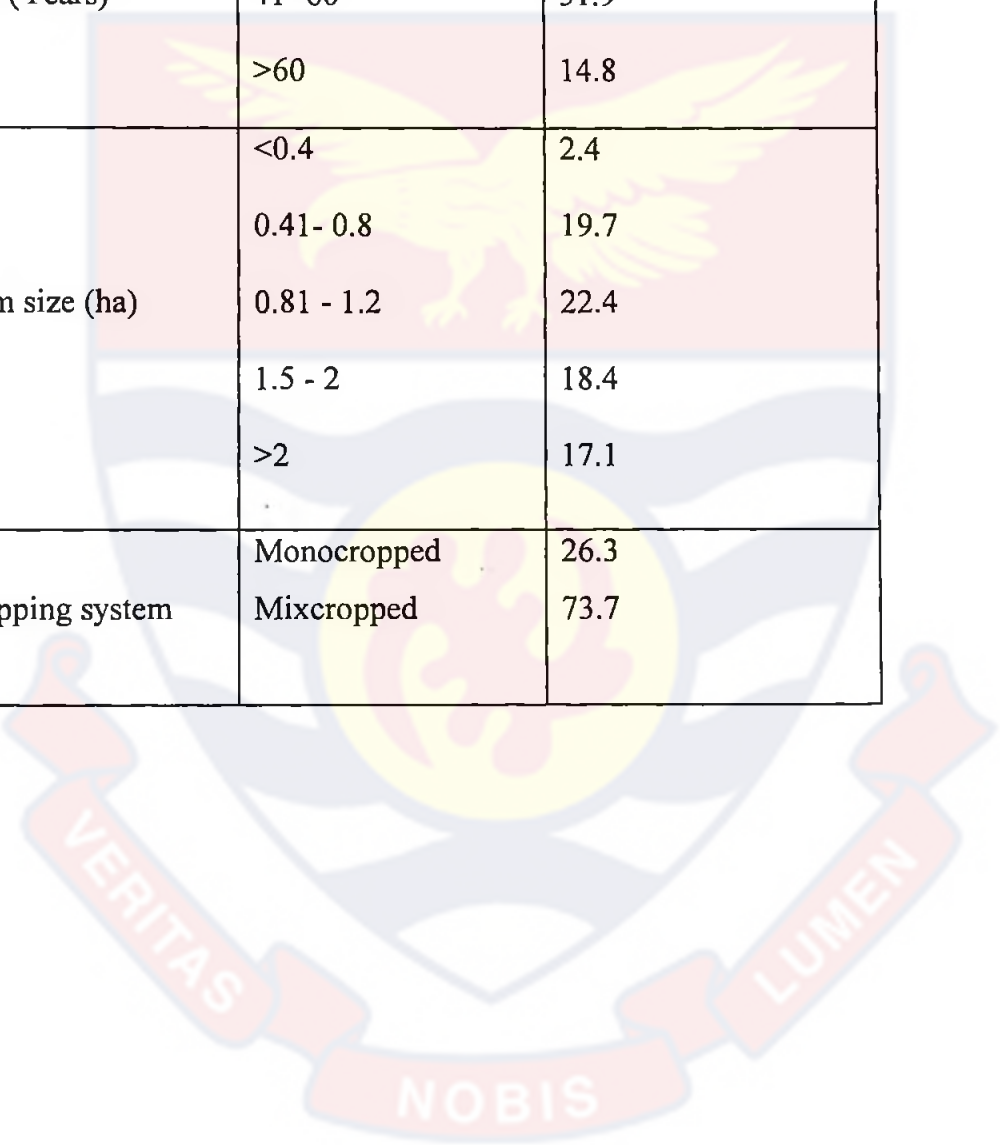 (Years)
>60 14.8
<0.4 2.4
0.41- 0.8 19.7
size (ha) 0.81 - 1.2 22.4
1.5 - 2 18.4
>2 17.1
Monocropped 26.3
pping system Mixcropped 73.7
VERITAS
NOBIS
LUMEN